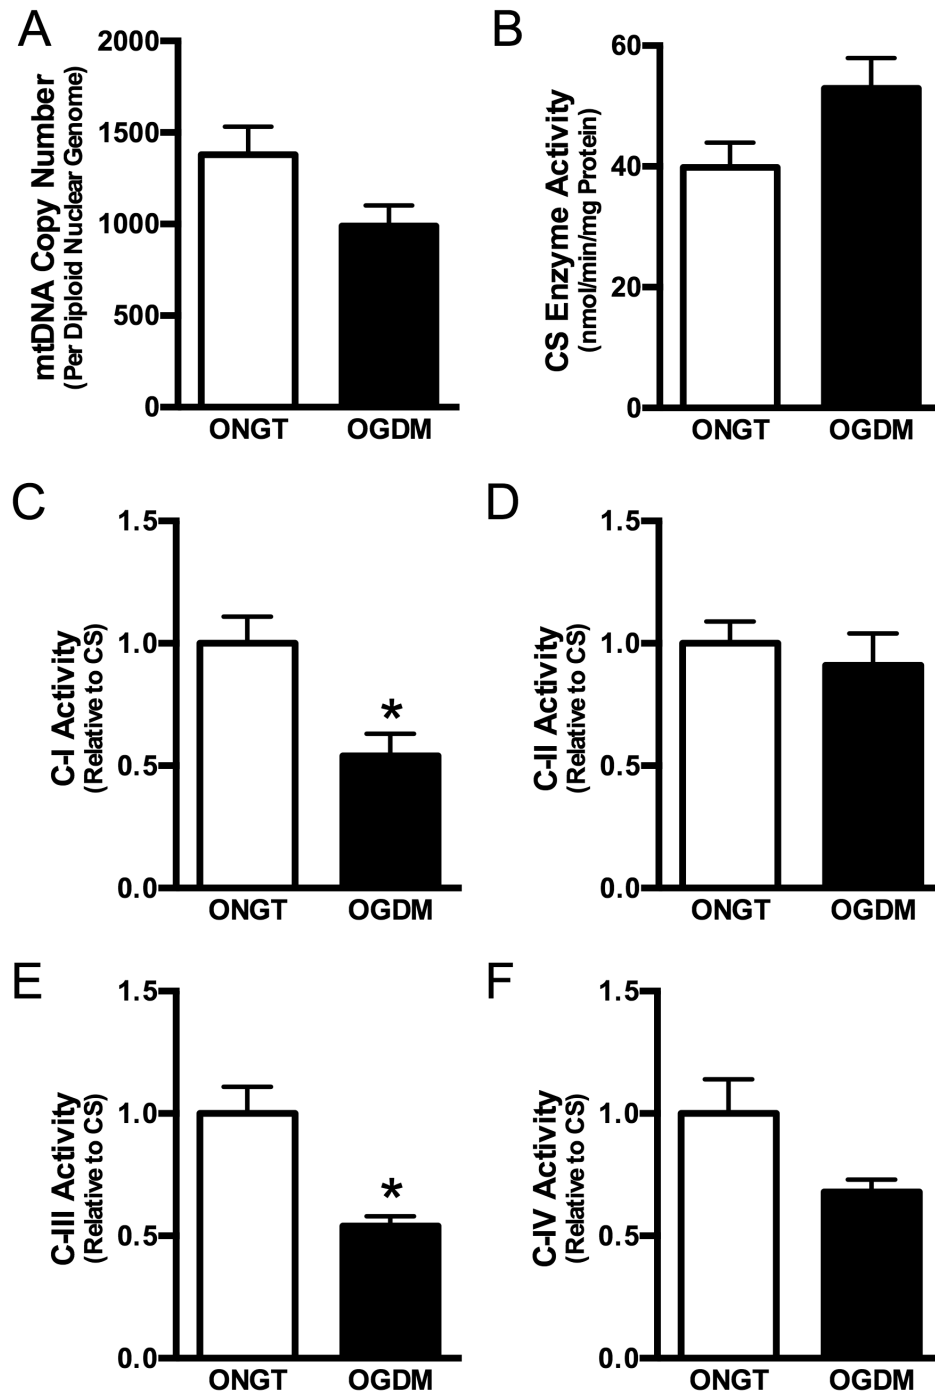 A
mtDNA Copy Number
(Per Diploid Nuclear Genome)
2000
1500
1000
500
0
ONGT OGDM
B
CS Enzyme Activity
(nmol/min/mg Protein)
60
40
20
0
ONGT OGDM
C
C-I Activity
(Relative to CS)
1.5
1.0
*
0.5
0.0
ONGT OGDM
D
C-II Activity
(Relative to CS)
1.5
1.0
0.5
0.0
ONGT OGDM
E
C-III Activity
(Relative to CS)
1.5
1.0
*
0.5
0.0
ONGT OGDM
F
C-IV Activity
(Relative to CS)
1.5
1.0
0.5
0.0
ONGT OGDM